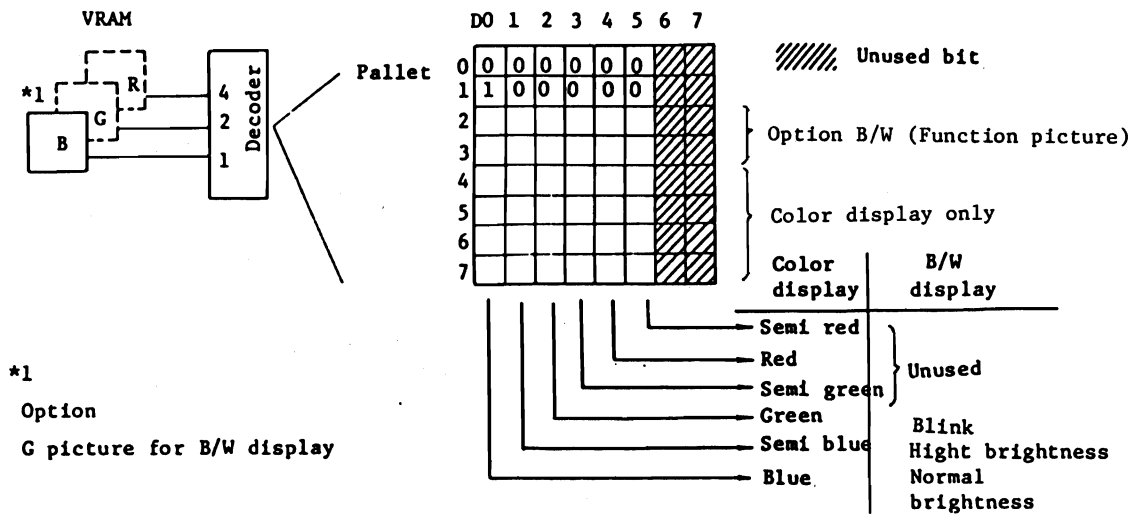 VRAM
*1
R
G
B
4
2
1
Decoder
Pallet
D0 1 2 3 4 5 6 7
0 0 0 0 0 0 0
1 1 0 0 0 0 0
2
3
4
5
6
7
Unused bit
Option B/W (Function picture)
Color display only
Color display
B/W display
Semi red
Red
Semi green
Unused
Green
Semi blue
Blue
Blink
Hight brightness
Normal
brightness
*1
Option
G picture for B/W display